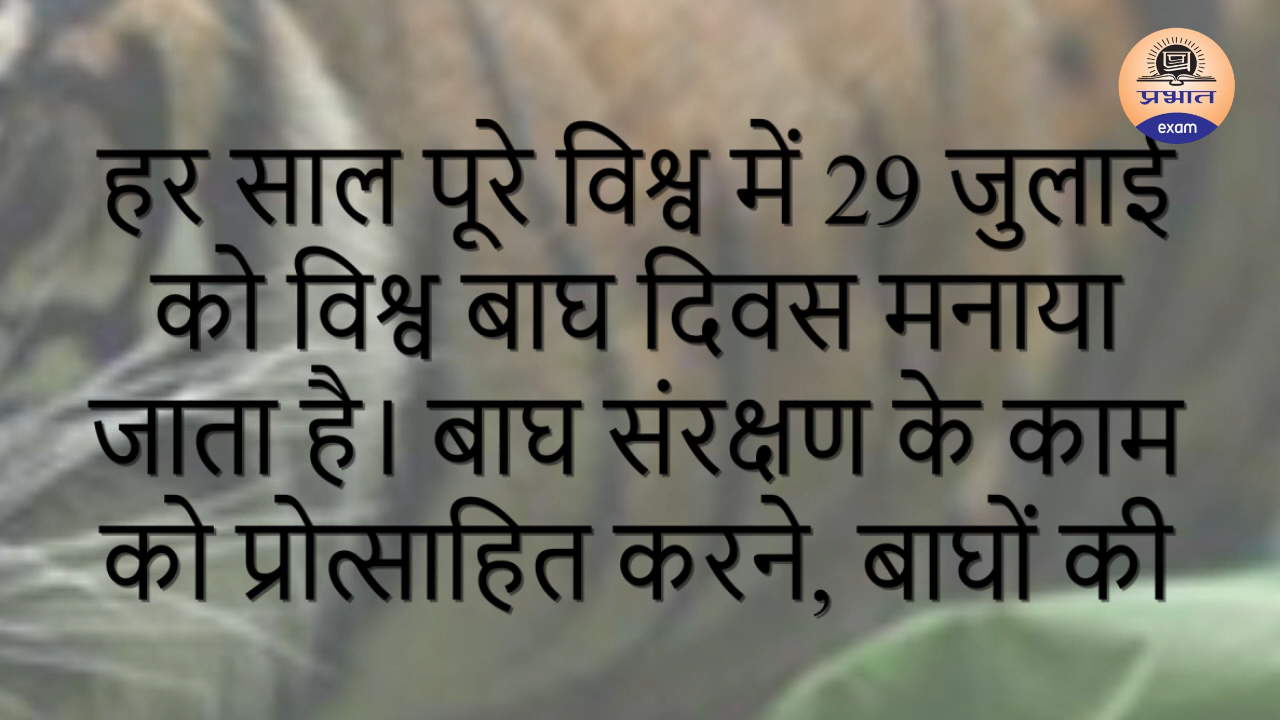 प्रभात
exam
हर साल पूरे विश्व में 29 जुलाई
को विश्व बाघ दिवस मनाया
जाता है। बाघ संरक्षण के काम
को प्रोत्साहित करने, बाघों की